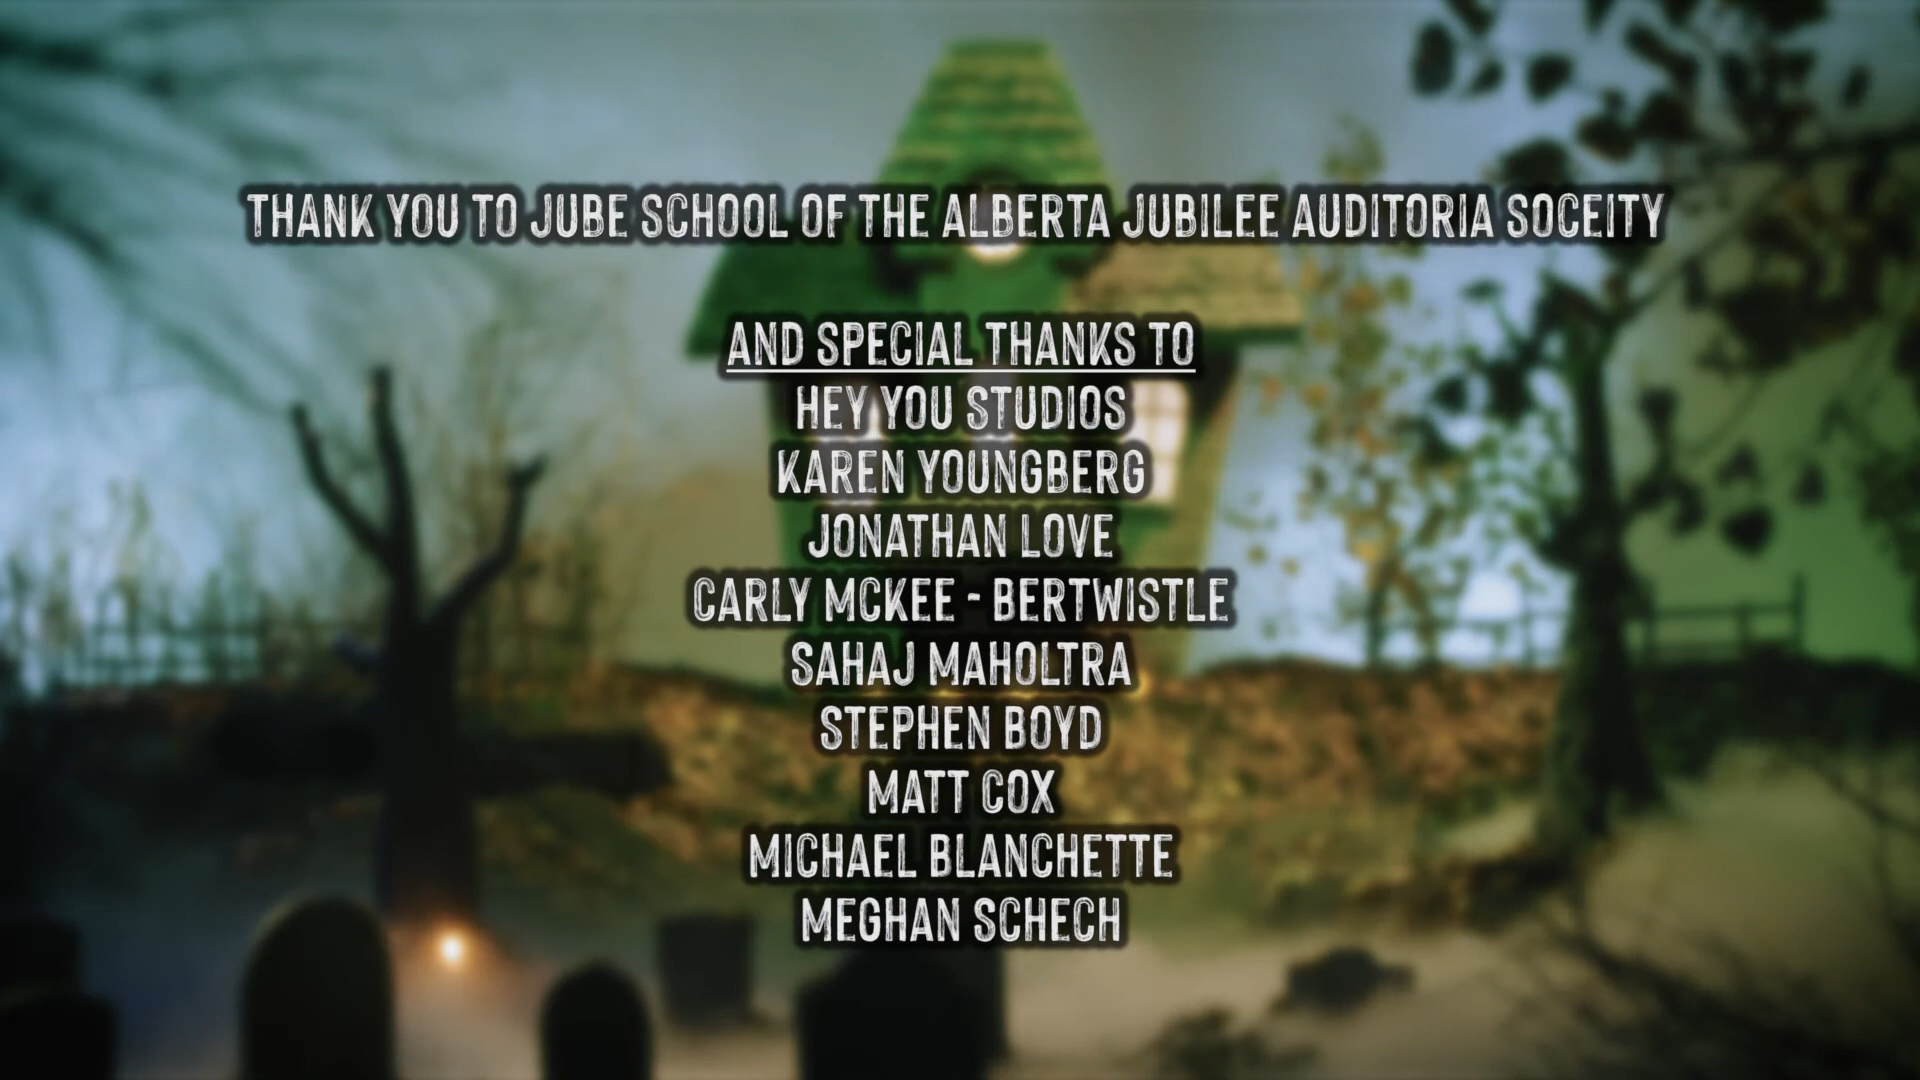 THANK YOU TO JUBE SCHOOL OF THE ALBERTA JUBILEE AUDITORIA SOCEITY
AND SPECIAL THANKS TO
HEY YOU STUDIOS
KAREN YOUNGBERG
JONATHAN LOVE
CARLY MCKEE - BERTWISTLE
SAHAJ MAHOLTRA
STEPHEN BOYD
MATT COX
MICHAEL BLANCHETTE
MEGHAN SCHECH